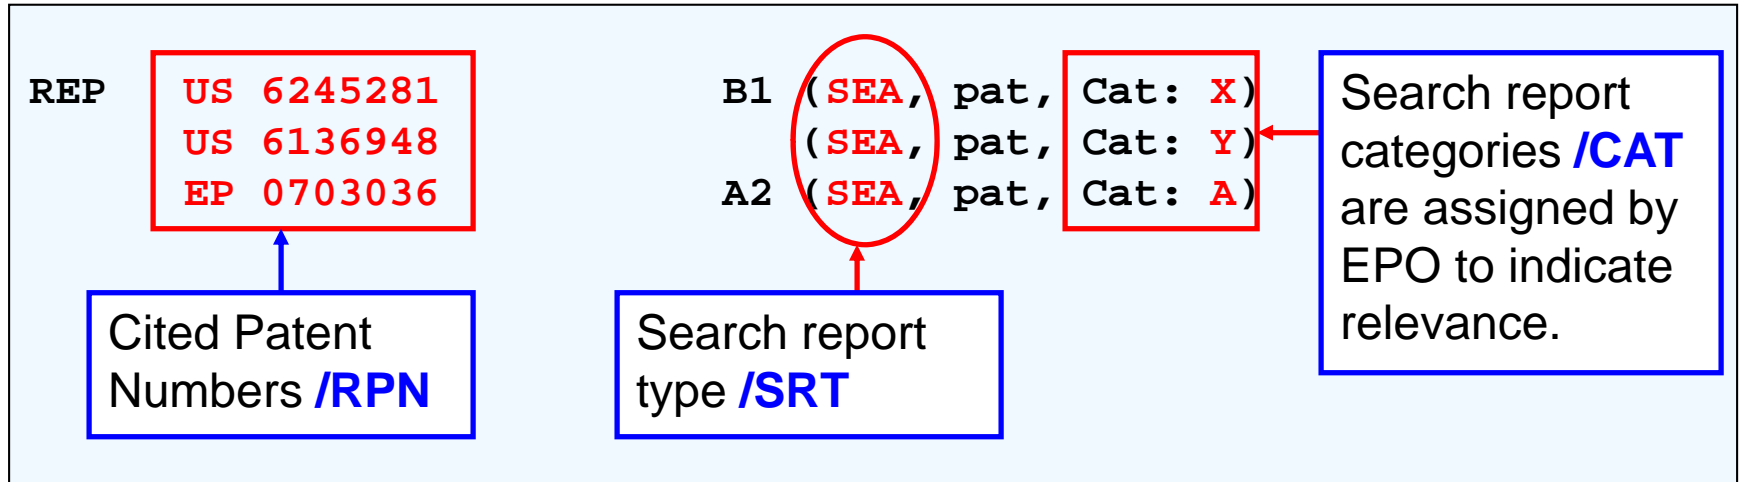 REP US 6245281 B1 (SEA, pat, Cat: X)
US 6136948 (SEA, pat, Cat: Y)
EP 0703036 A2 (SEA, pat, Cat: A)
Search report
categories /CAT
are assigned by
EPO to indicate
relevance.
Cited Patent
Numbers /RPN
Search report
type /SRT